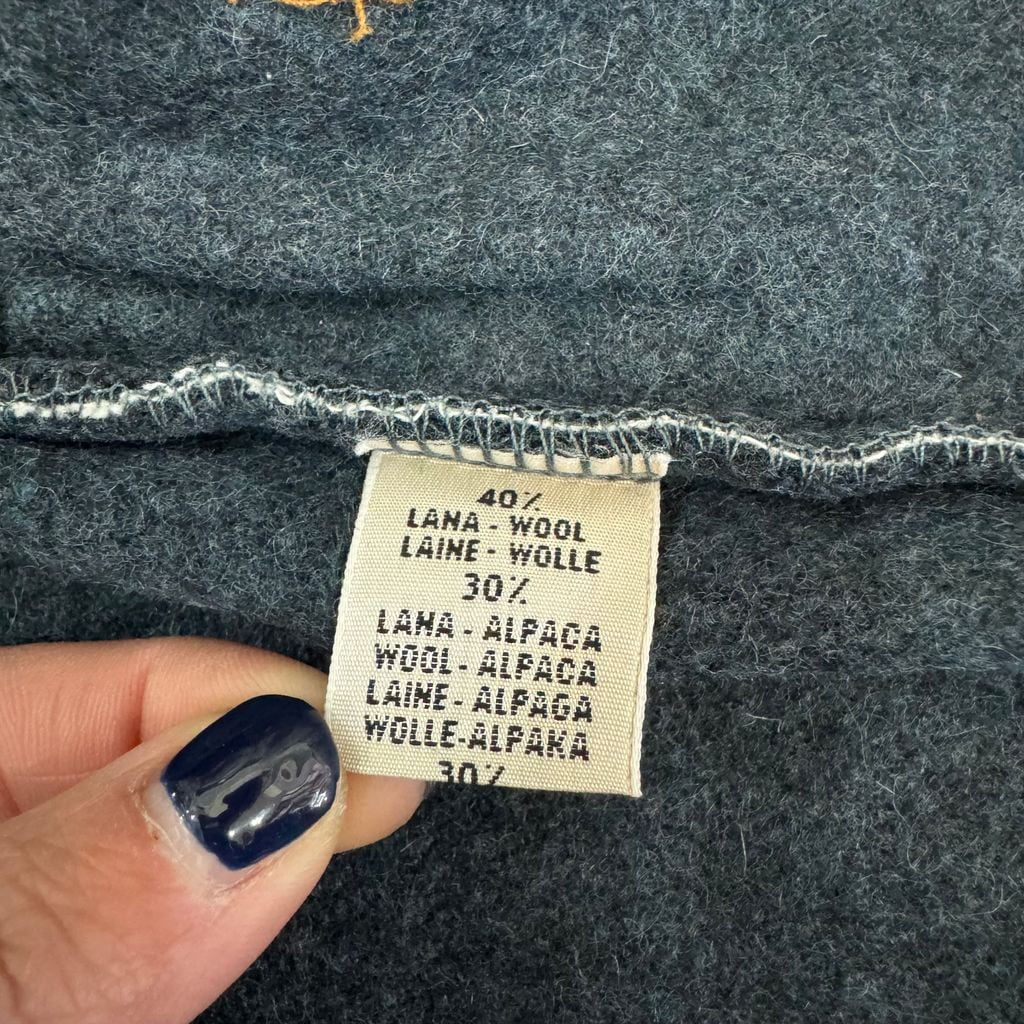 40%
LANA - WOOL
LAINE - WOLLE
30%
LANA - ALPACA
WOOL - ALPACA
LAINE - ALPAGA
WOLLE-ALPAKA
30%